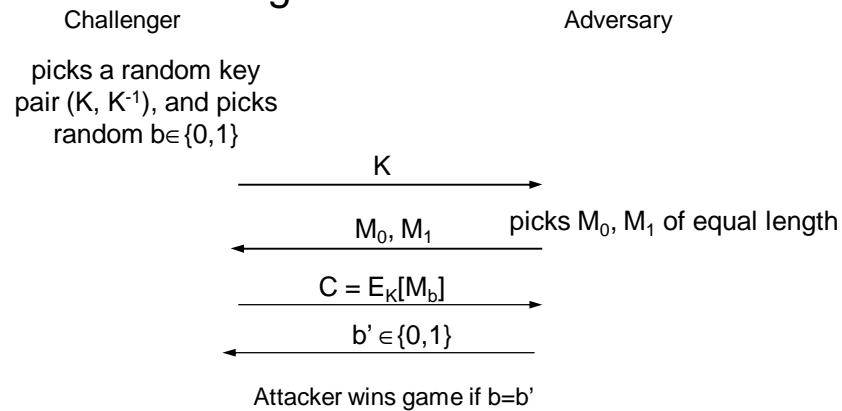 Challenger Adversary
picks a random key
pair (K, K⁻¹), and picks
random b∈{0,1}
K
picks M₀, M₁ of equal length
M₀, M₁
C = E_K[M_b]
b' ∈{0,1}
Attacker wins game if b=b'